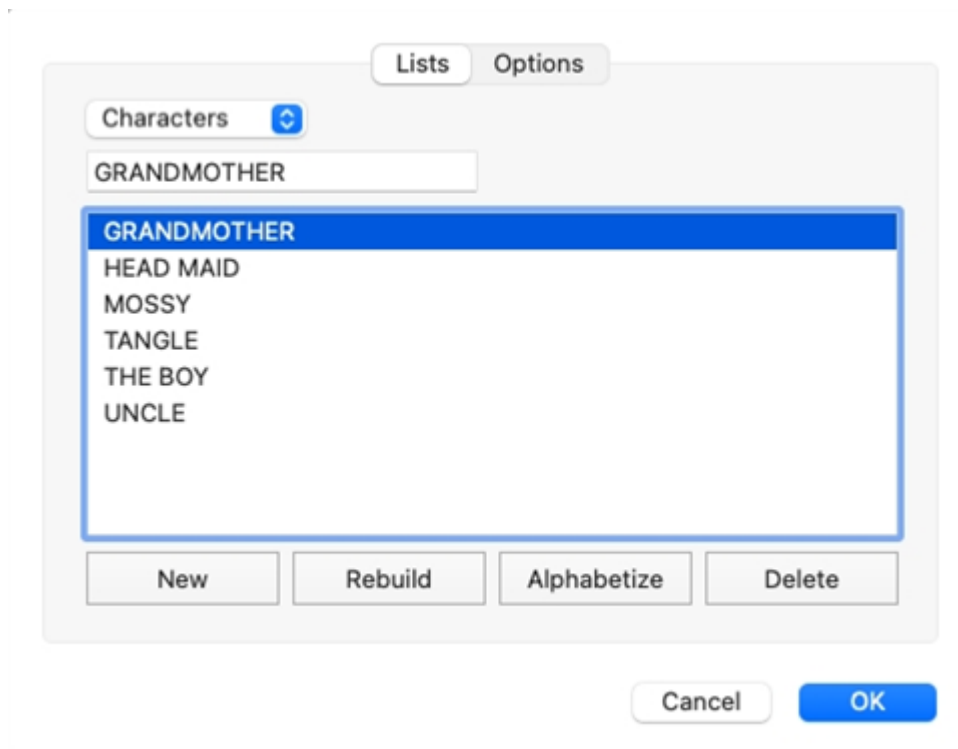 Lists Options
Characters
GRANDMOTHER
GRANDMOTHER
HEAD MAID
MOSSY
TANGLE
THE BOY
UNCLE
New Rebuild Alphabetize Delete
Cancel OK